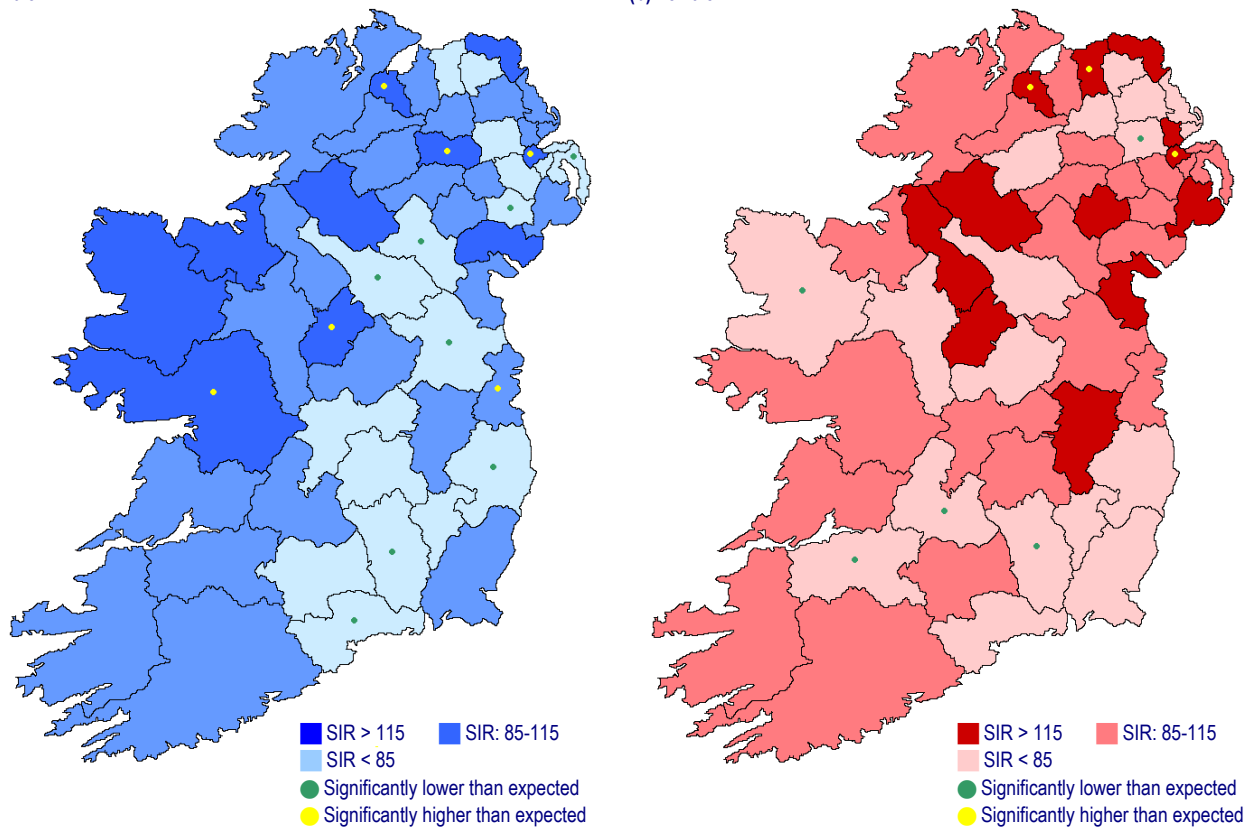 SIR > 115
SIR: 85-115
SIR < 85
Significantly lower than expected
Significantly higher than expected
SIR > 115
SIR: 85-115
SIR < 85
Significantly lower than expected
Significantly higher than expected